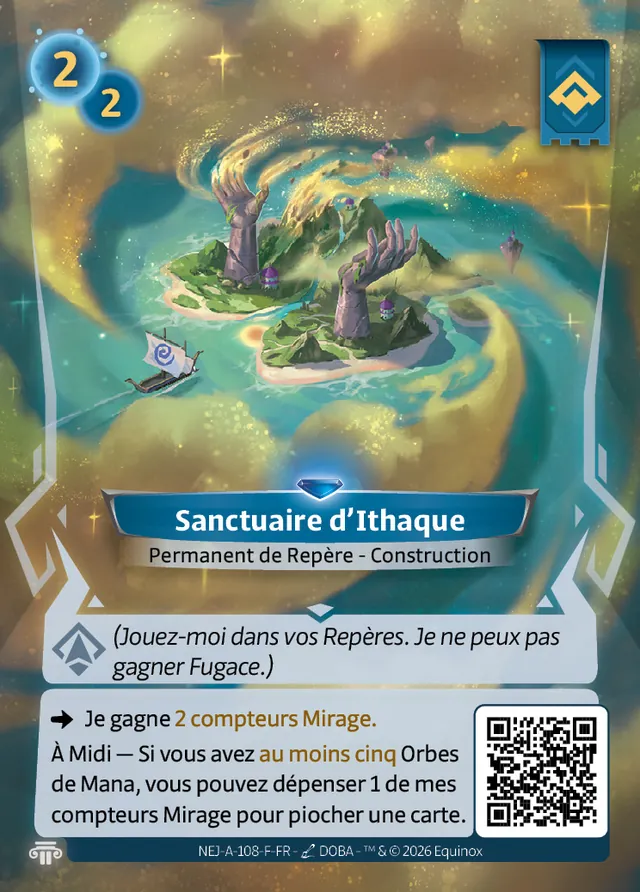 2
2
Sanctuaire d’Ithaque
Permanent de Repère - Construction
(Jouez-moi dans vos Repères. Je ne peux pas
gagner Fugace.)
Je gagne 2 compteurs Mirage.
À Midi — Si vous avez au moins cinq Orbes
de Mana, vous pouvez dépenser 1 de mes
compteurs Mirage pour piocher une carte.
NEJ-A-108-F-FR - DOBA - ™ & © 2026 Equinox